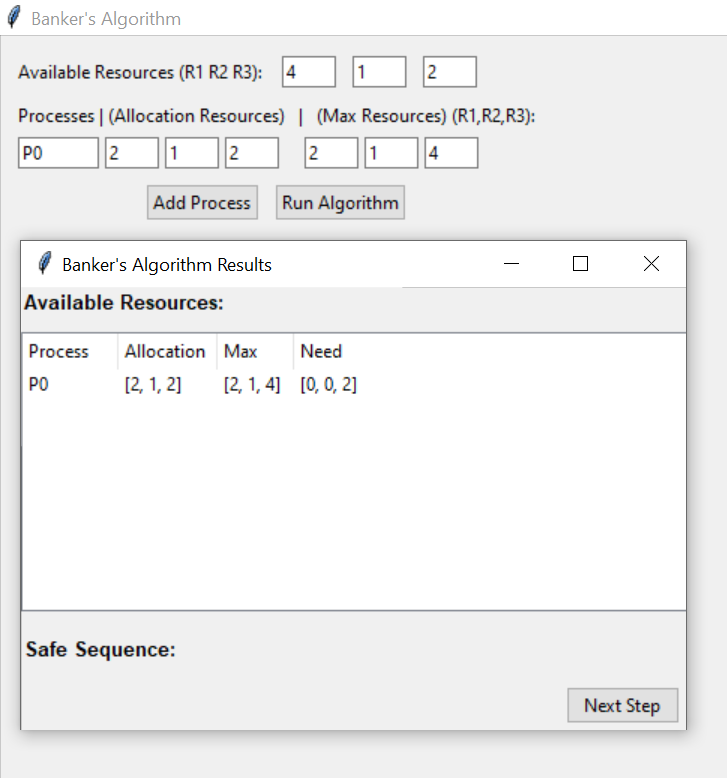 Banker's Algorithm
Available Resources (R1 R2 R3): 4 1 2
Processes | (Allocation Resources) | (Max Resources) (R1,R2,R3):
P0 2 1 2 2 1 4
Add Process Run Algorithm
Banker's Algorithm Results
Available Resources:
Process Allocation Max Need
P0 [2, 1, 2] [2, 1, 4] [0, 0, 2]
Safe Sequence:
Next Step